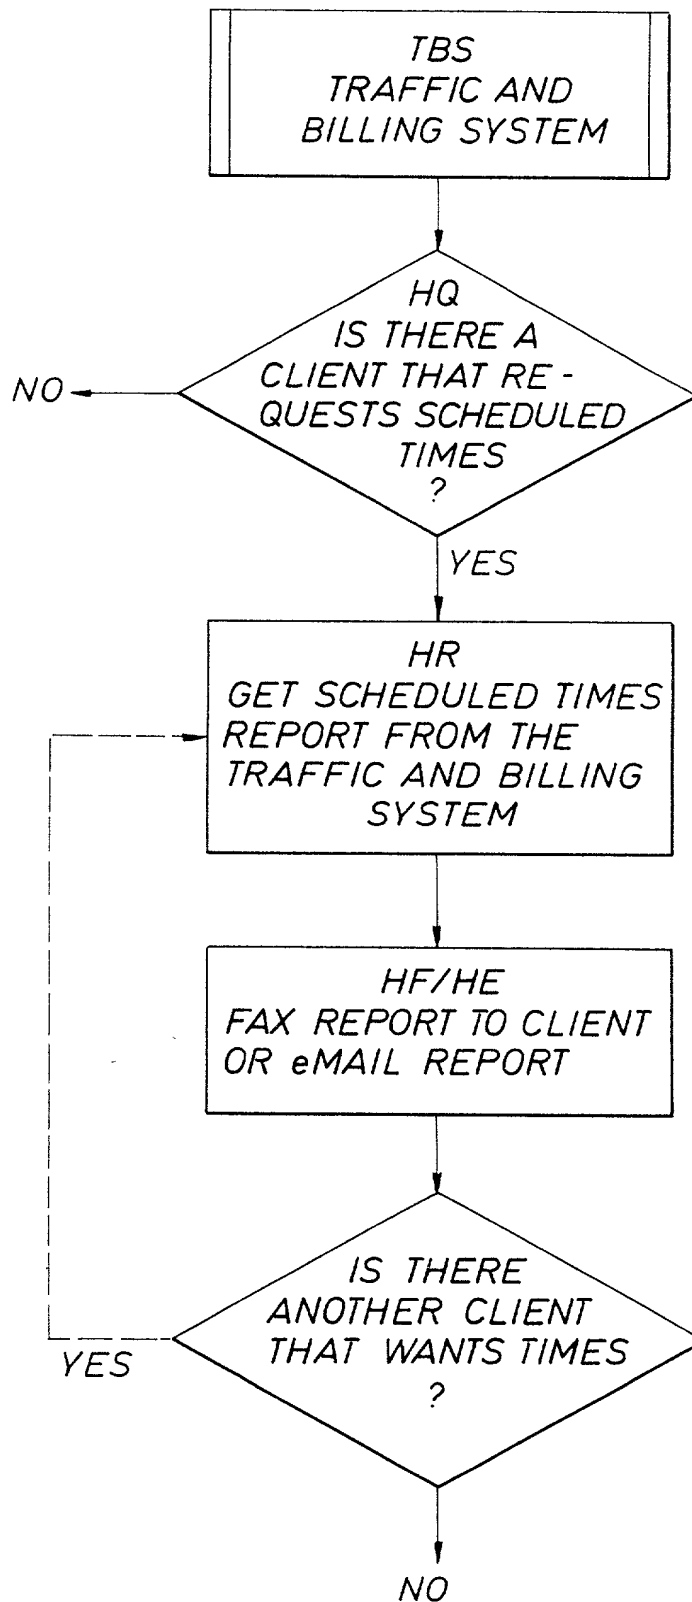 TBS
TRAFFIC AND
BILLING SYSTEM
HQ
IS THERE A
CLIENT THAT RE-
QUESTS SCHEDULED
TIMES
?
NO
YES
HR
GET SCHEDULED TIMES
REPORT FROM THE
TRAFFIC AND BILLING
SYSTEM
HF/HE
FAX REPORT TO CLIENT
OR eMAIL REPORT
IS THERE
ANOTHER CLIENT
THAT WANTS TIMES
?
YES
NO